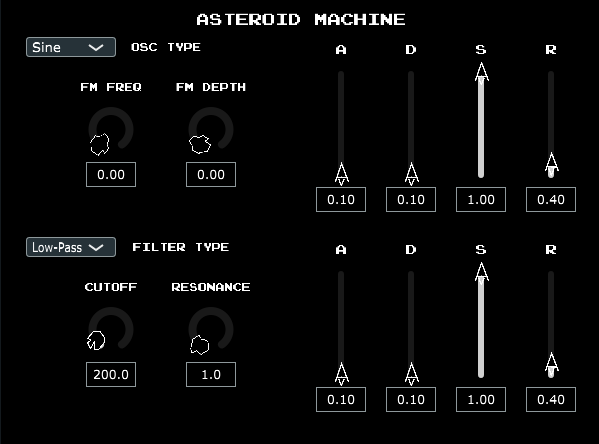 ASTEROID MACHINE
Sine OSC TYPE A D S R
FM FREQ FM DEPTH
0.00 0.00
0.10 0.10 1.00 0.40
Low-Pass FILTER TYPE A D S R
CUTOFF RESONANCE
200.0 1.0
0.10 0.10 1.00 0.40